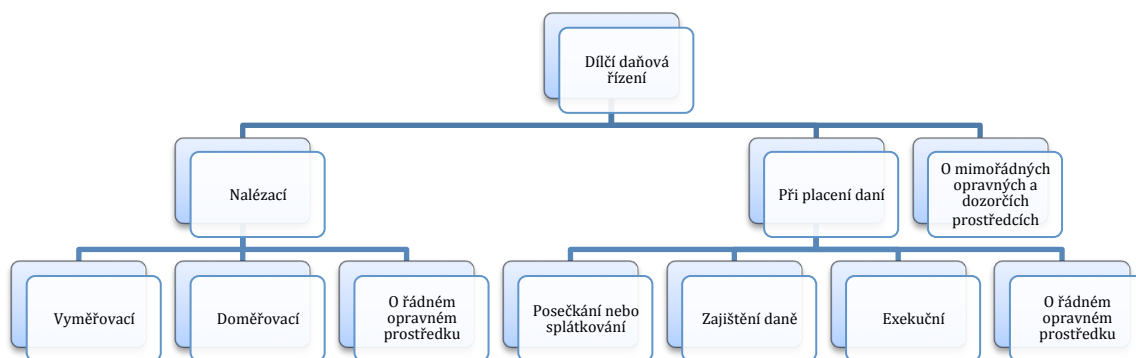 Dílčí daňová
řízení
Nalézací
Při placení daní
O mimořádných
opravných a
dozorčích
prostředcích
Vyměřovací
Doměřovací
O řádném
opravném
prostředku
Posečkání nebo
splátkování
Zajištění daně
Exekuční
O řádném
opravném
prostředku